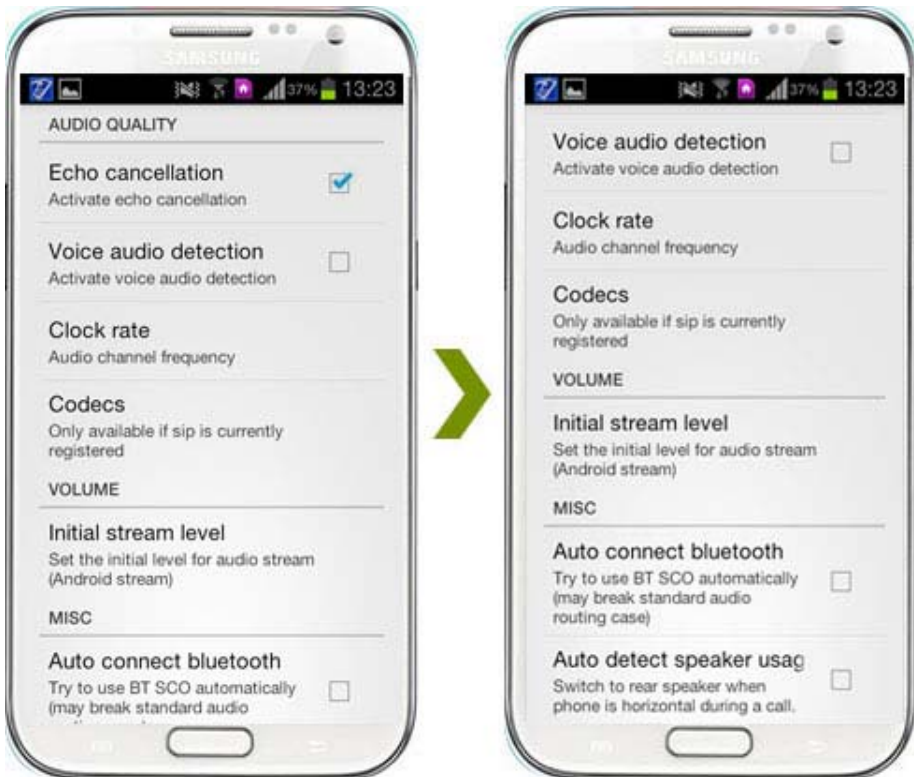 SAMSUNG
37% 13:23
AUDIO QUALITY
Echo cancellation
Activate echo cancellation
Voice audio detection
Activate voice audio detection
Clock rate
Audio channel frequency
Codecs
Only available if sip is currently
registered
VOLUME
Initial stream level
Set the initial level for audio stream
(Android stream)
MISC
Auto connect bluetooth
Try to use BT SCO automatically
(may break standard audio
SAMSUNG
37% 13:23
Voice audio detection
Activate voice audio detection
Clock rate
Audio channel frequency
Codecs
Only available if sip is currently
registered
VOLUME
Initial stream level
Set the initial level for audio stream
(Android stream)
MISC
Auto connect bluetooth
Try to use BT SCO automatically
(may break standard audio
routing case)
Auto detect speaker usag
Switch to rear speaker when
phone is horizontal during a call.